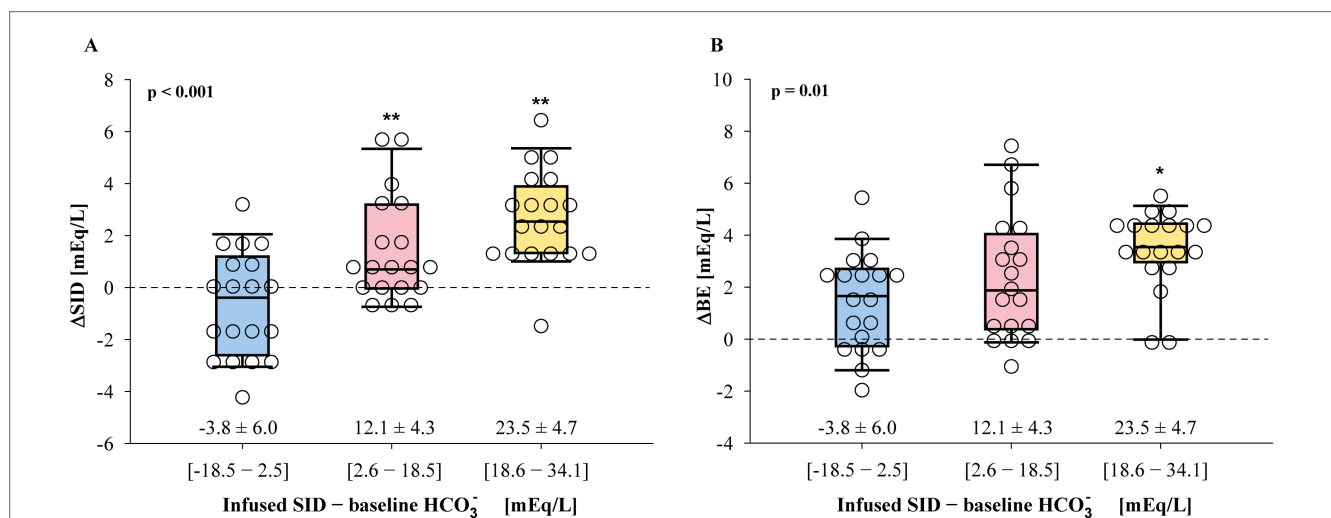 A
p < 0.001
**
**
8
6
4
2
0
-2
-4
-6
ΔSID [mEq/L]
-3.8 ± 6.0 12.1 ± 4.3 23.5 ± 4.7
[-18.5 − 2.5] [2.6 − 18.5] [18.6 − 34.1]
Infused SID − baseline HCO₃⁻ [mEq/L]
B
p = 0.01
*
10
8
6
4
2
0
-2
-4
ΔBE [mEq/L]
-3.8 ± 6.0 12.1 ± 4.3 23.5 ± 4.7
[-18.5 − 2.5] [2.6 − 18.5] [18.6 − 34.1]
Infused SID − baseline HCO₃⁻ [mEq/L]